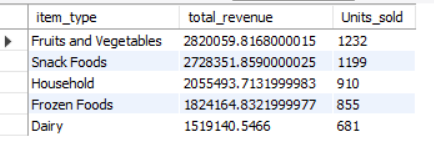 item_type total_revenue Units_sold
Fruits and Vegetables 2820059.8168000015 1232
Snack Foods 2728351.8590000025 1199
Household 2055493.7131999983 910
Frozen Foods 1824164.8321999977 855
Dairy 1519140.5466 681